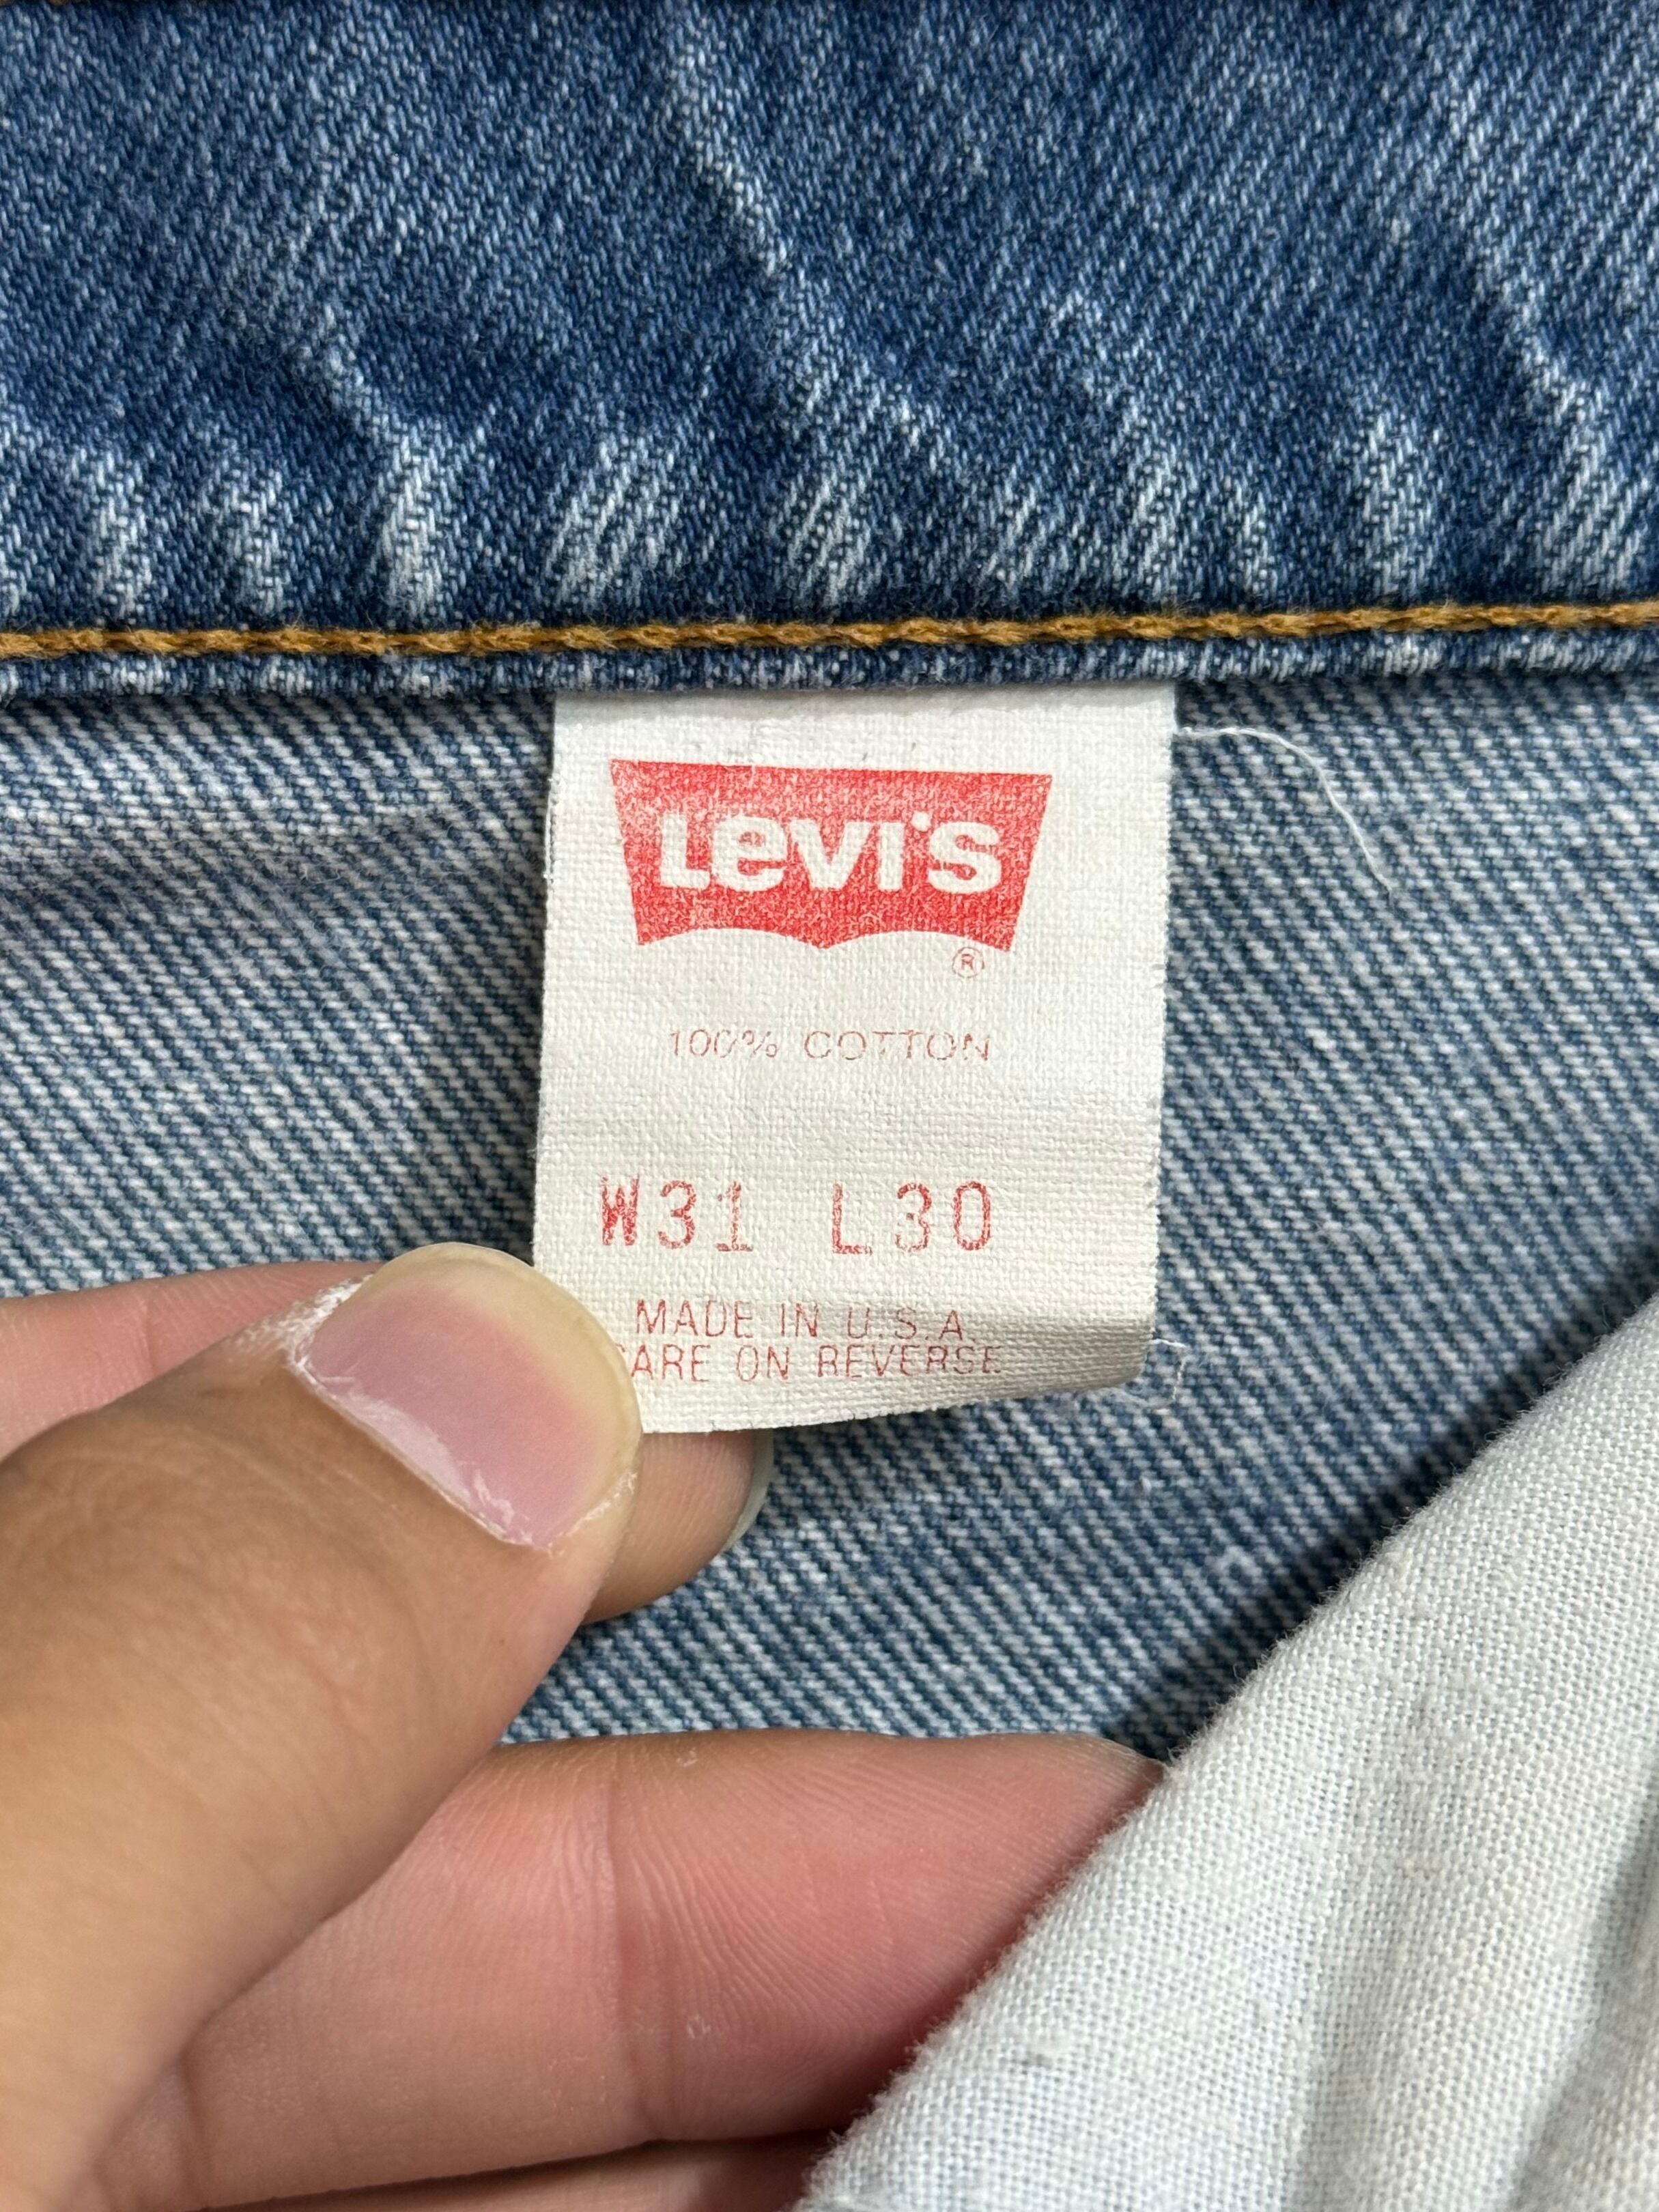 Levi's
®
100% COTTON
W31 L30
MADE IN U.S.A.
CARE ON REVERSE